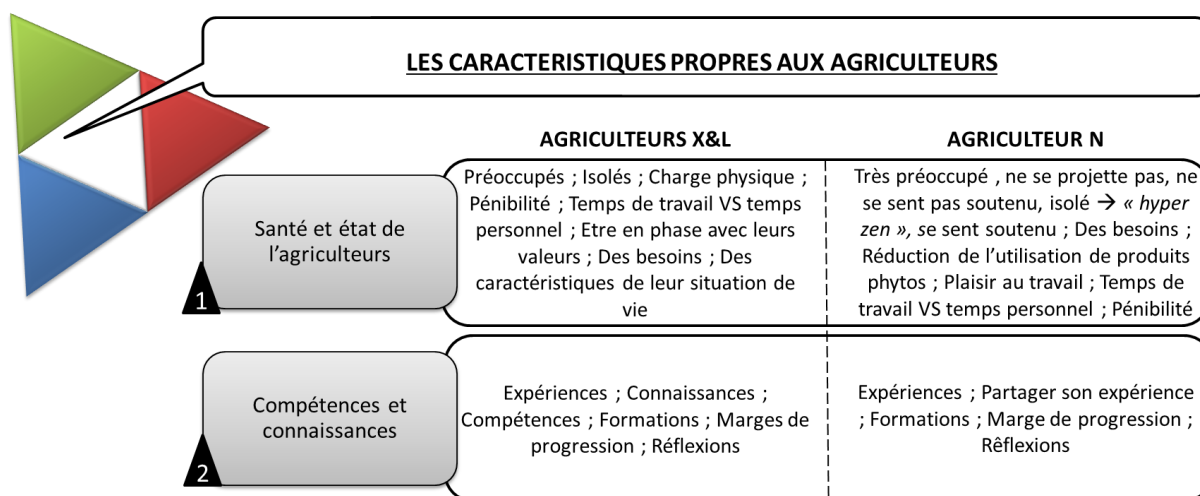 LES CARACTERISTIQUES PROPRES AUX AGRICULTEURS
AGRICULTEURS X&L
AGRICULTEUR N
Santé et état de
l’agriculteurs
1
Préoccupés ; Isolés ; Charge physique ;
Pénibilité ; Temps de travail VS temps
personnel ; Etre en phase avec leurs
valeurs ; Des besoins ; Des
caractéristiques de leur situation de
vie
Très préoccupé , ne se projette pas, ne
se sent pas soutenu, isolé → « hyper
zen », se sent soutenu ; Des besoins ;
Réduction de l’utilisation de produits
phytos ; Plaisir au travail ; Temps de
travail VS temps personnel ; Pénibilité
Compétences et
connaissances
2
Expériences ; Connaissances ;
Compétences ; Formations ; Marges de
progression ; Réflexions
Expériences ; Partager son expérience
; Formations ; Marge de progression ;
Rêflexions